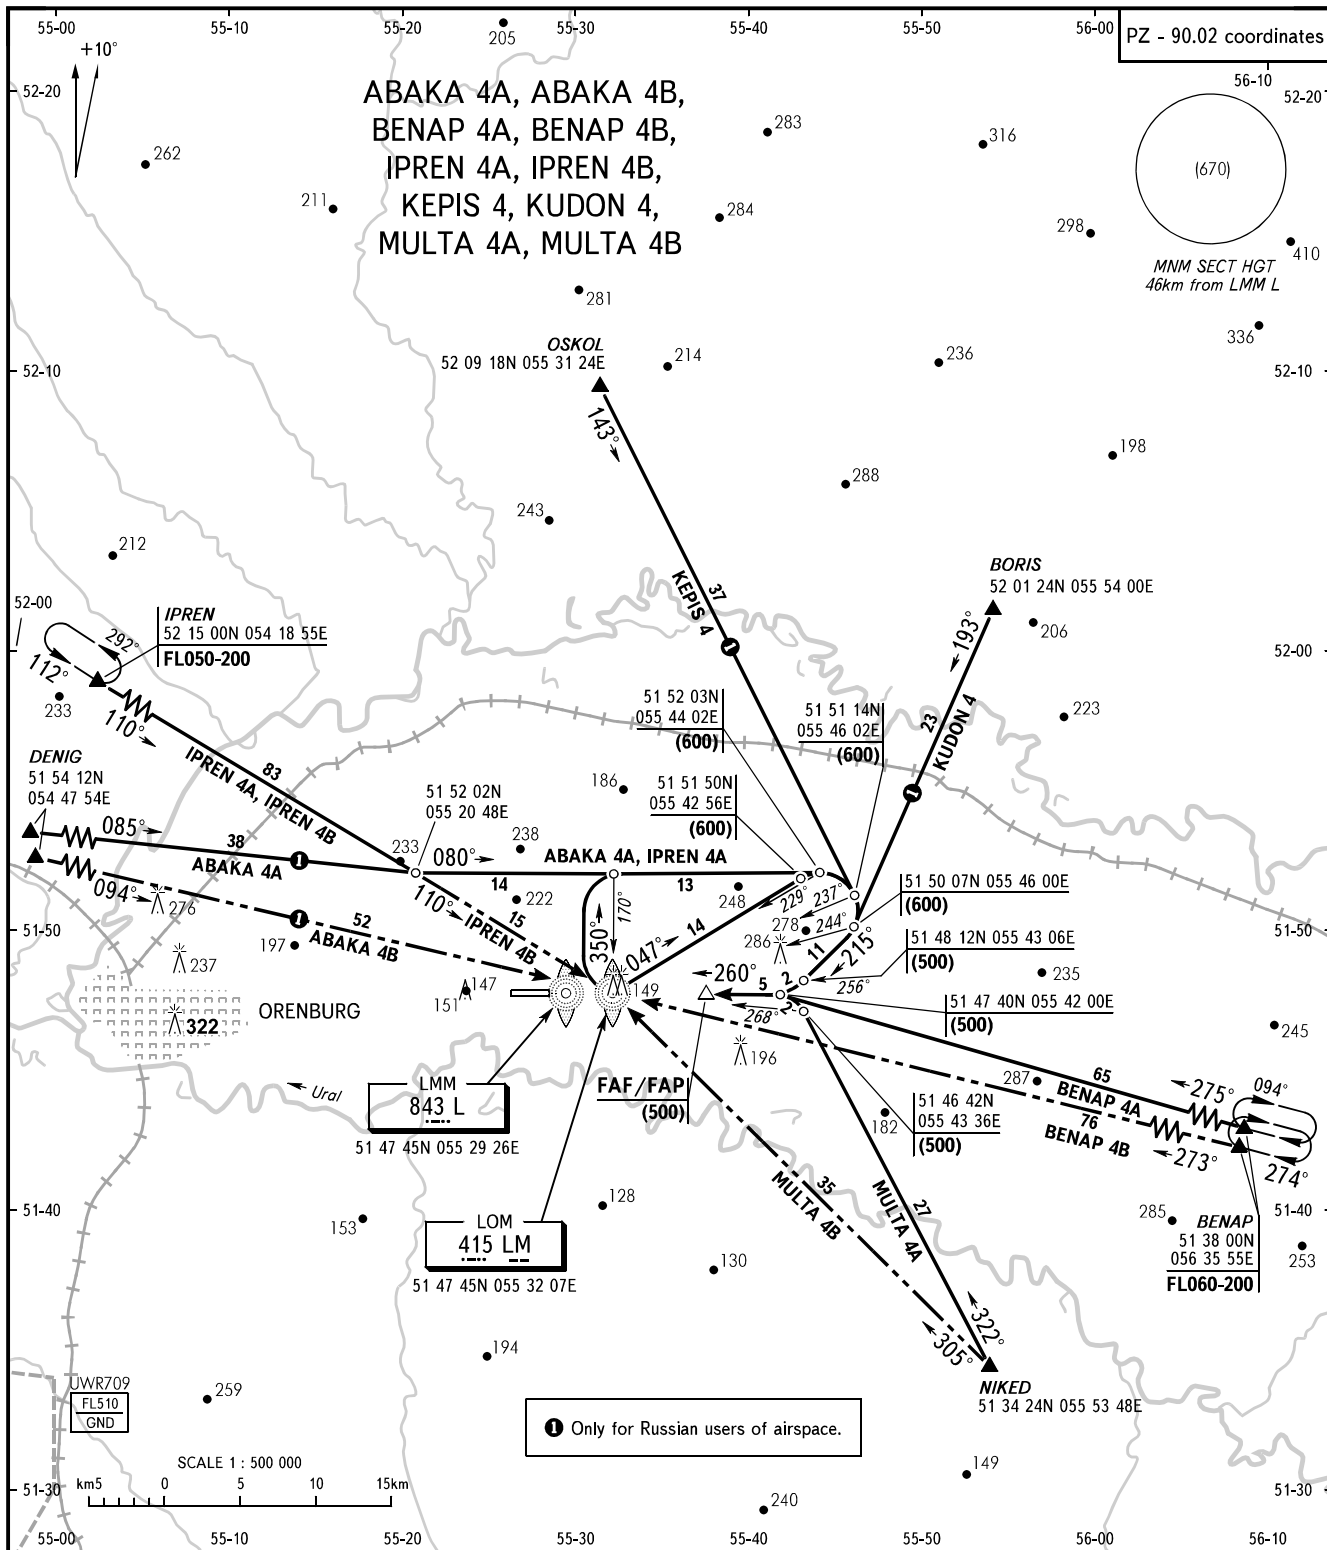 55-00
55-10
55-20
55-30
55-40
55-50
56-00
PZ - 90.02 coordinates
56-10
+10°
205
52-20
52-20
ABAKA 4A, ABAKA 4B,
BENAP 4A, BENAP 4B,
IPREN 4A, IPREN 4B,
KEPIS 4, KUDON 4,
MULTA 4A, MULTA 4B
283
316
262
(670)
211
284
298
410
MNM SECT HGT
46km from LMM L
281
336
OSKOL
52 09 18N 055 31 24E
214
236
52-10
52-10
143°
198
288
243
212
BORIS
52 01 24N 055 54 00E
37
KEPIS 4
1
193°
206
52-00
IPREN
52 15 00N 054 18 55E
FL050-200
292°
112°
52-00
233
110°
51 52 03N
055 44 02E
(600)
51 51 14N
055 46 02E
(600)
223
23
KUDON 4
1
DENIG
51 54 12N
054 47 54E
83
IPREN 4A, IPREN 4B
51 52 02N
055 20 48E
186
51 51 50N
055 42 56E
(600)
085°
38
ABAKA 4A
1
233
238
080°
ABAKA 4A, IPREN 4A
14
13
094°
276
52
ABAKA 4B
1
110°
15
IPREN 4B
222
170°
350°
248
229°
237°
244°
278
286
51 50 07N 055 46 00E
(600)
51-50
51-50
197
237
047°
14
11
215°
51 48 12N 055 43 06E
(500)
235
260°
5
2
256°
147
151
149
ORENBURG
322
268°
2
51 47 40N 055 42 00E
(500)
245
196
Ural
LMM
843 L
51 47 45N 055 29 26E
FAF/FAP
(500)
51 46 42N
055 43 36E
(500)
182
287
65
BENAP 4A
275°
094°
76
BENAP 4B
273°
274°
128
35
MULTA 4B
27
MULTA 4A
51-40
51-40
153
LOM
415 LM
51 47 45N 055 32 07E
130
285
BENAP
51 38 00N
056 35 55E
FL060-200
253
194
305°
322°
NIKED
51 34 24N 055 53 48E
UWR709
FL510
GND
259
1 Only for Russian users of airspace.
SCALE 1 : 500 000
km5
0
5
10
15km
149
240
51-30
51-30
55-00
55-10
55-20
55-30
55-40
55-50
56-00
56-10